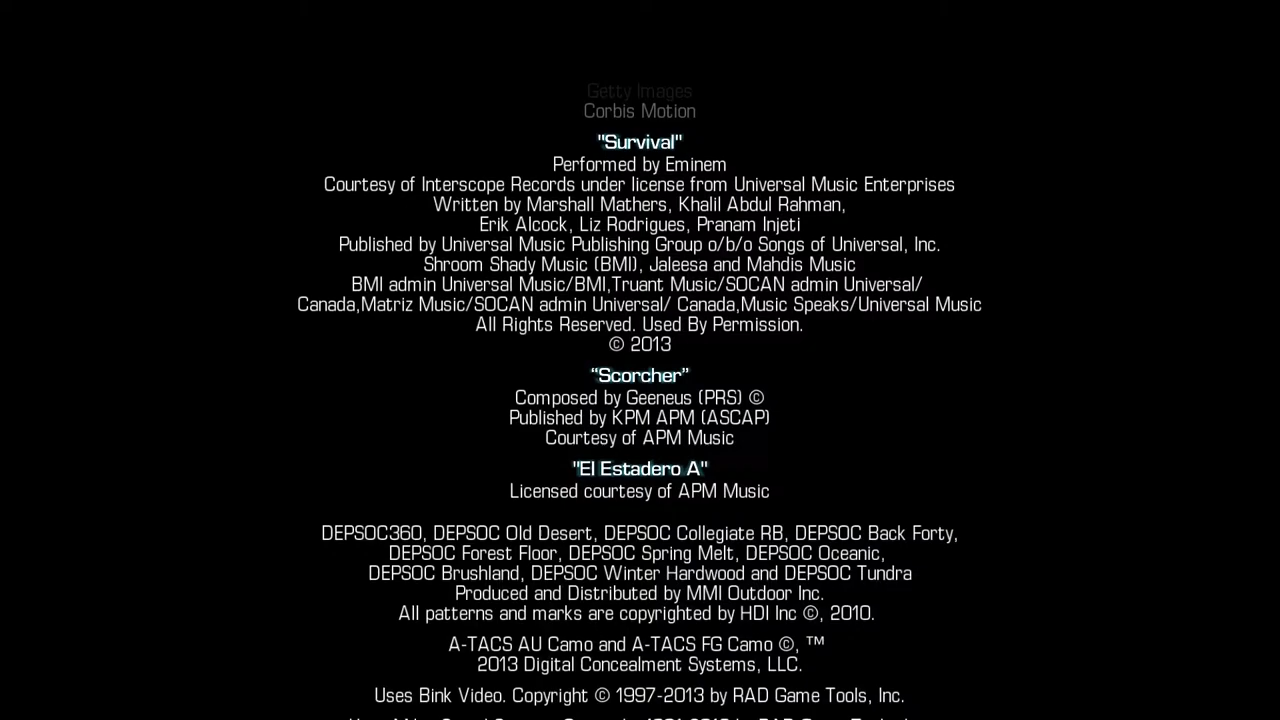 Getty Images
Corbis Motion
"Survival"
Performed by Eminem
Courtesy of Interscope Records under license from Universal Music Enterprises
Written by Marshall Mathers, Khalil Abdul Rahman,
Erik Alcock, Liz Rodrigues, Pranam Injeti
Published by Universal Music Publishing Group o/b/o Songs of Universal, Inc.
Shroom Shady Music (BMI), Jaleesa and Mahdis Music
BMI admin Universal Music/BMI,Truant Music/SOCAN admin Universal/
Canada,Matriz Music/SOCAN admin Universal/ Canada,Music Speaks/Universal Music
All Rights Reserved. Used By Permission.
© 2013
“Scorcher”
Composed by Geeneus (PRS) ©
Published by KPM APM (ASCAP)
Courtesy of APM Music
"El Estadero A"
Licensed courtesy of APM Music
DEPSOC360, DEPSOC Old Desert, DEPSOC Collegiate RB, DEPSOC Back Forty,
DEPSOC Forest Floor, DEPSOC Spring Melt, DEPSOC Oceanic,
DEPSOC Brushland, DEPSOC Winter Hardwood and DEPSOC Tundra
Produced and Distributed by MMI Outdoor Inc.
All patterns and marks are copyrighted by HDI Inc ©, 2010.
A-TACS AU Camo and A-TACS FG Camo ©, ™
2013 Digital Concealment Systems, LLC.
Uses Bink Video. Copyright © 1997-2013 by RAD Game Tools, Inc.